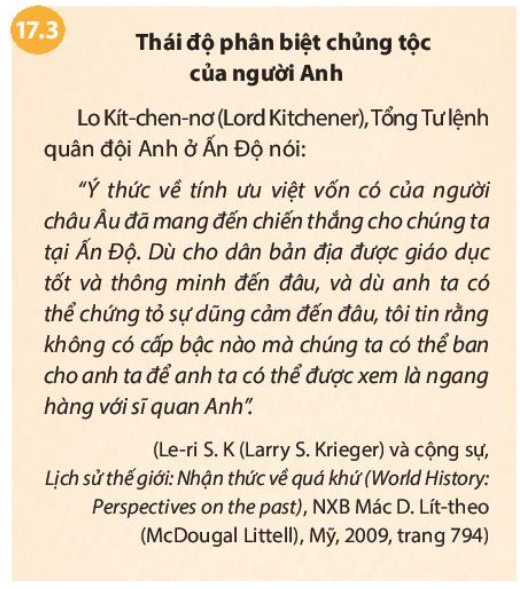 17.3
Thái độ phân biệt chủng tộc
của người Anh
Lo Kít-chen-nơ (Lord Kitchener), Tổng Tư lệnh
quân đội Anh ở Ấn Độ nói:
"Ý thức về tính ưu việt vốn có của người
châu Âu đã mang đến chiến thắng cho chúng ta
tại Ấn Độ. Dù cho dân bản địa được giáo dục
tốt và thông minh đến đâu, và dù anh ta có
thể chứng tỏ sự dũng cảm đến đâu, tôi tin rằng
không có cấp bậc nào mà chúng ta có thể ban
cho anh ta để anh ta có thể được xem là ngang
hàng với sĩ quan Anh".
(Le-ri S. K (Larry S. Krieger) và cộng sự,
Lịch sử thế giới: Nhận thức về quá khứ (World History:
Perspectives on the past), NXB Mác D. Lít-theo
(McDougal Littell), Mỹ, 2009, trang 794)